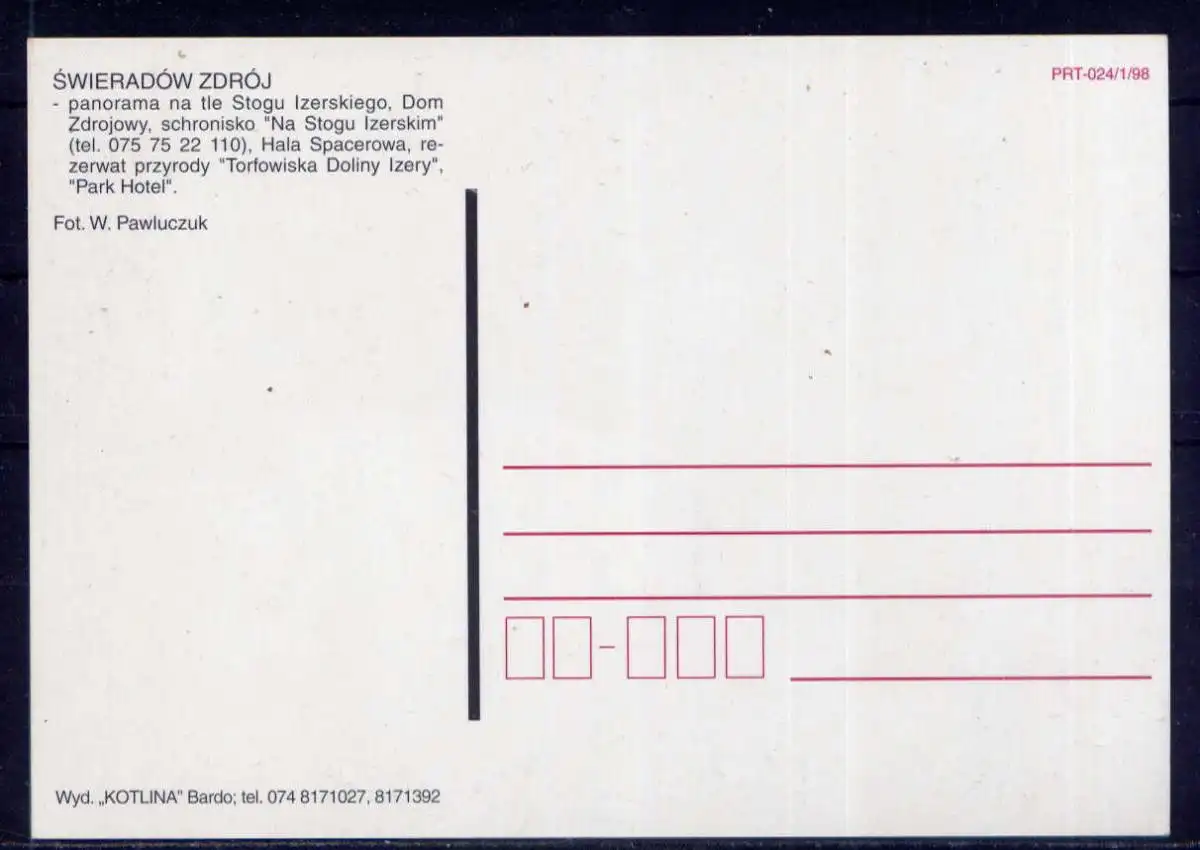 ŚWIERADÓW ZDRÓJ
- panorama na tle Stogu Izerskiego, Dom
Zdrojowy, schronisko "Na Stogu Izerskim"
(tel. 075 75 22 110), Hala Spacerowa, re-
zerwat przyrody "Torfowiska Doliny Izery",
"Park Hotel".
Fot. W. Pawluczuk
PRT-024/1/98
Wyd. „KOTLINA” Bardo; tel. 074 8171027, 8171392